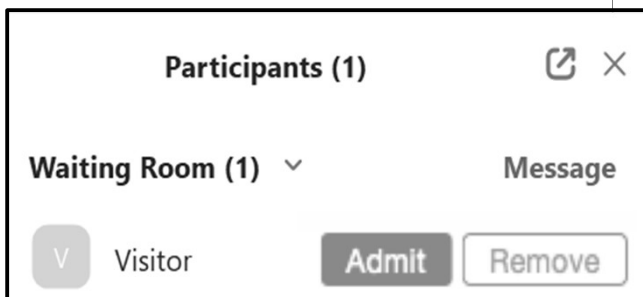 Participants (1)
Waiting Room (1) Message
V Visitor Admit Remove